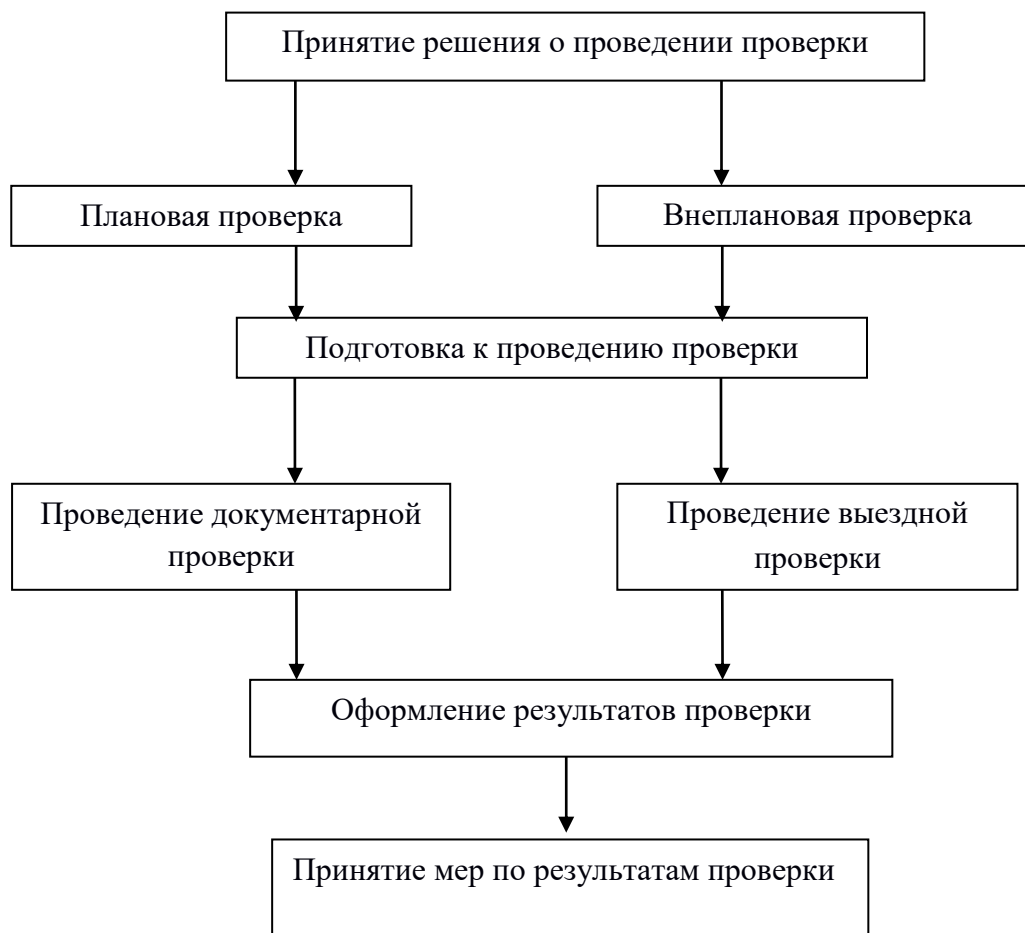 Принятие решения о проведении проверки
Плановая проверка
Внеплановая проверка
Подготовка к проведению проверки
Проведение документарной
проверки
Проведение выездной
проверки
Оформление результатов проверки
Принятие мер по результатам проверки